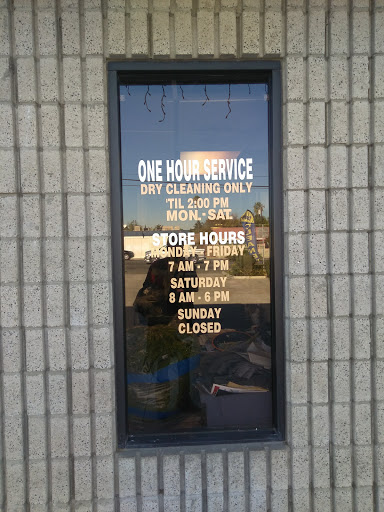 ONE HOUR SERVICE
DRY CLEANING ONLY
'TIL 2:00 PM
MON. SAT.
STORE HOURS
MONDAY - FRIDAY
7 AM - 7 PM
SATURDAY
8 AM - 6 PM
SUNDAY
CLOSED